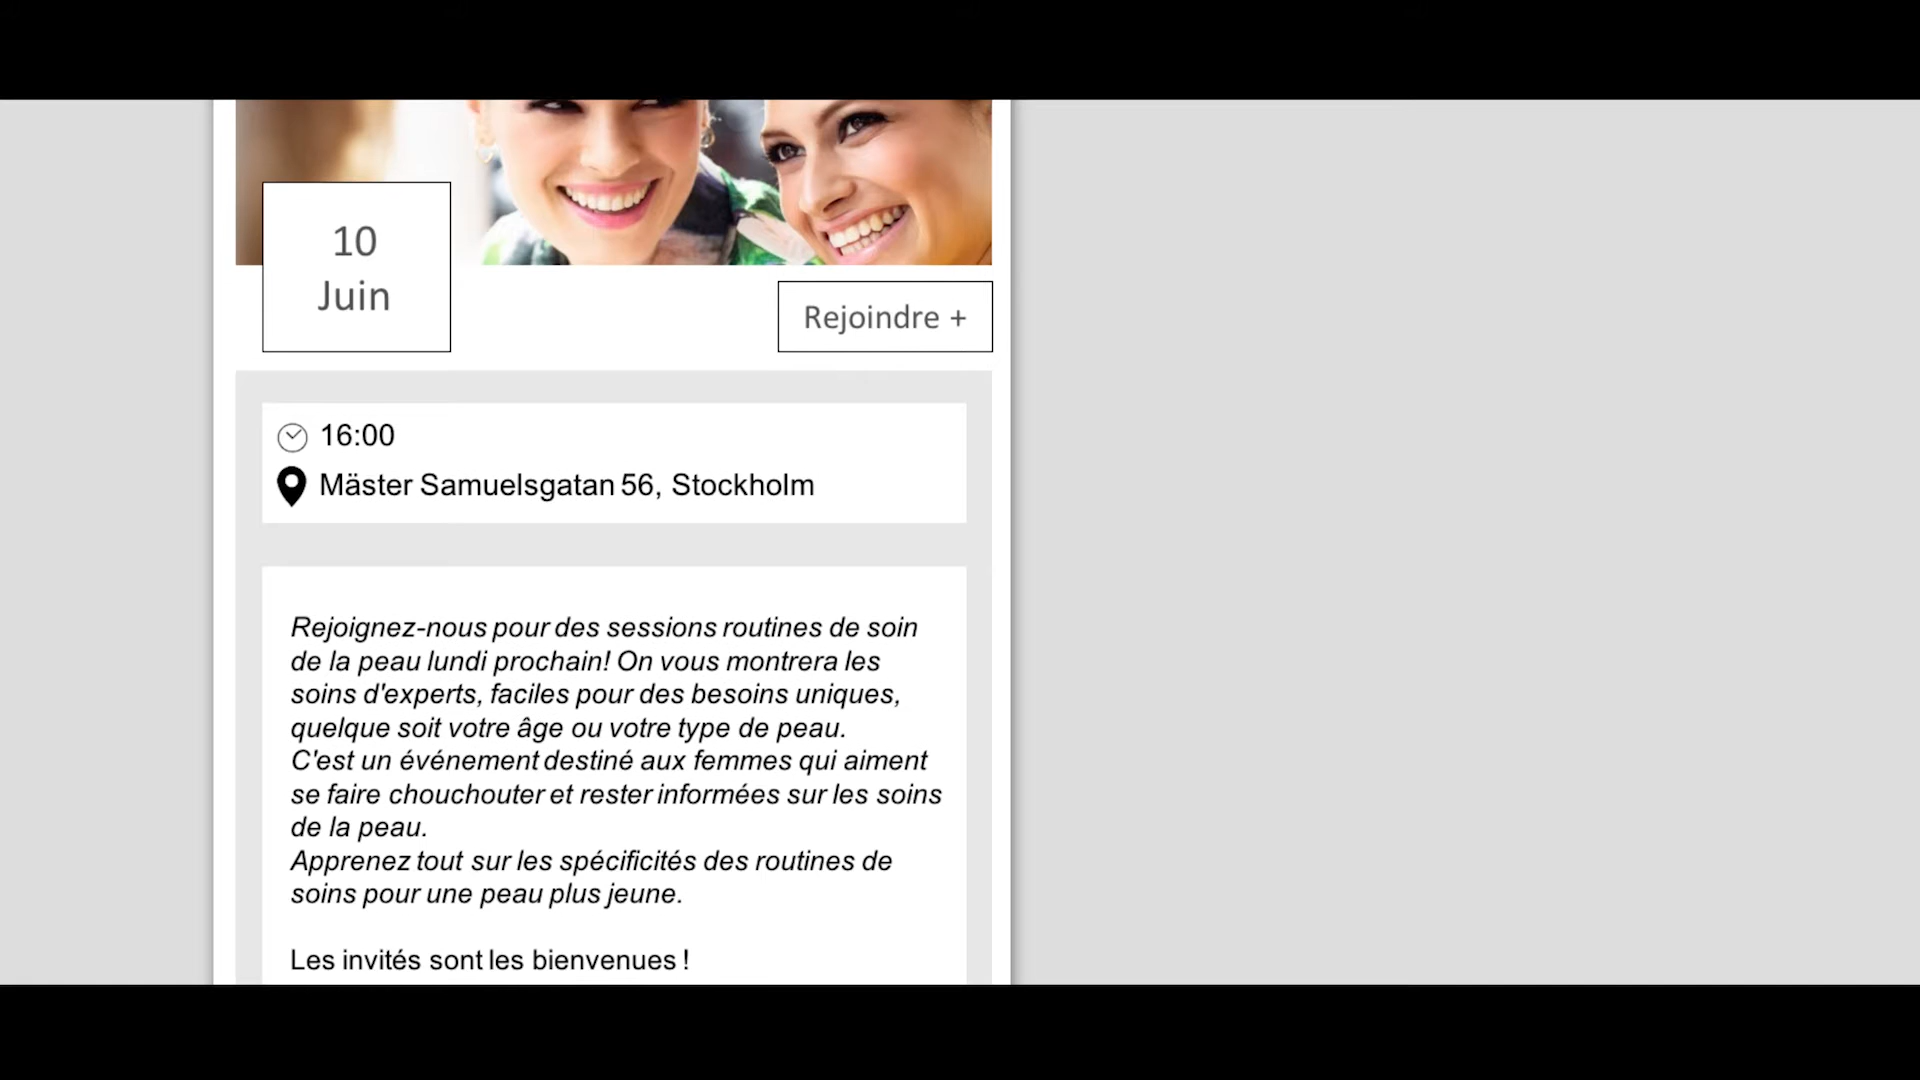 10
Juin
Rejoindre +
16:00
Mäster Samuelsgatan 56, Stockholm
Rejoignez-nous pour des sessions routines de soin
de la peau lundi prochain! On vous montrera les
soins d'experts, faciles pour des besoins uniques,
quelque soit votre âge ou votre type de peau.
C'est un événement destiné aux femmes qui aiment
se faire chouchouter et rester informées sur les soins
de la peau.
Apprenez tout sur les spécificités des routines de
soins pour une peau plus jeune.
Les invités sont les bienvenues !